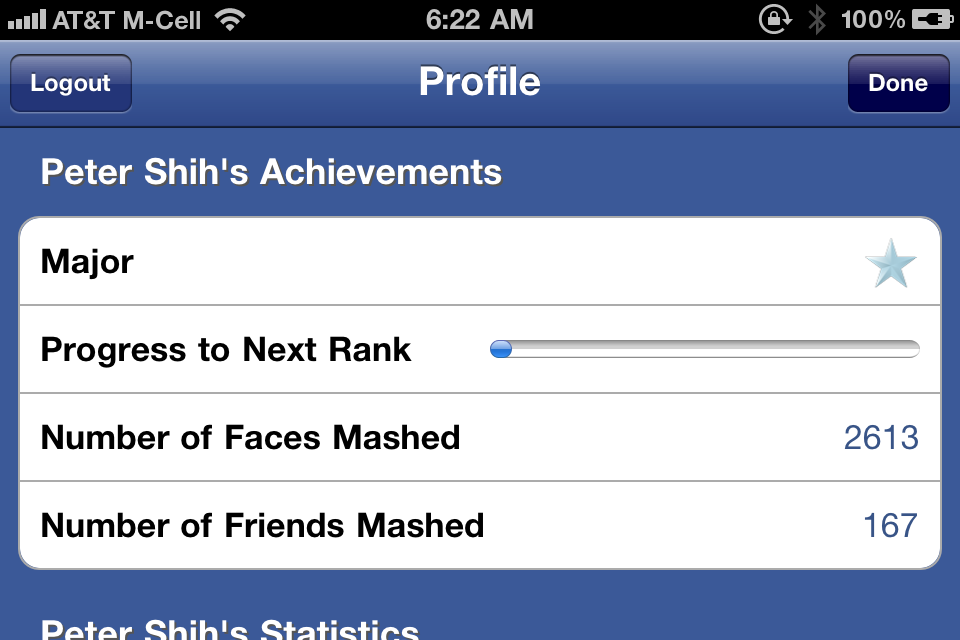 AT&T M-Cell 6:22 AM 100%
Logout Profile Done
Peter Shih's Achievements
Major
Progress to Next Rank
Number of Faces Mashed 2613
Number of Friends Mashed 167
Peter Shih's Statistics